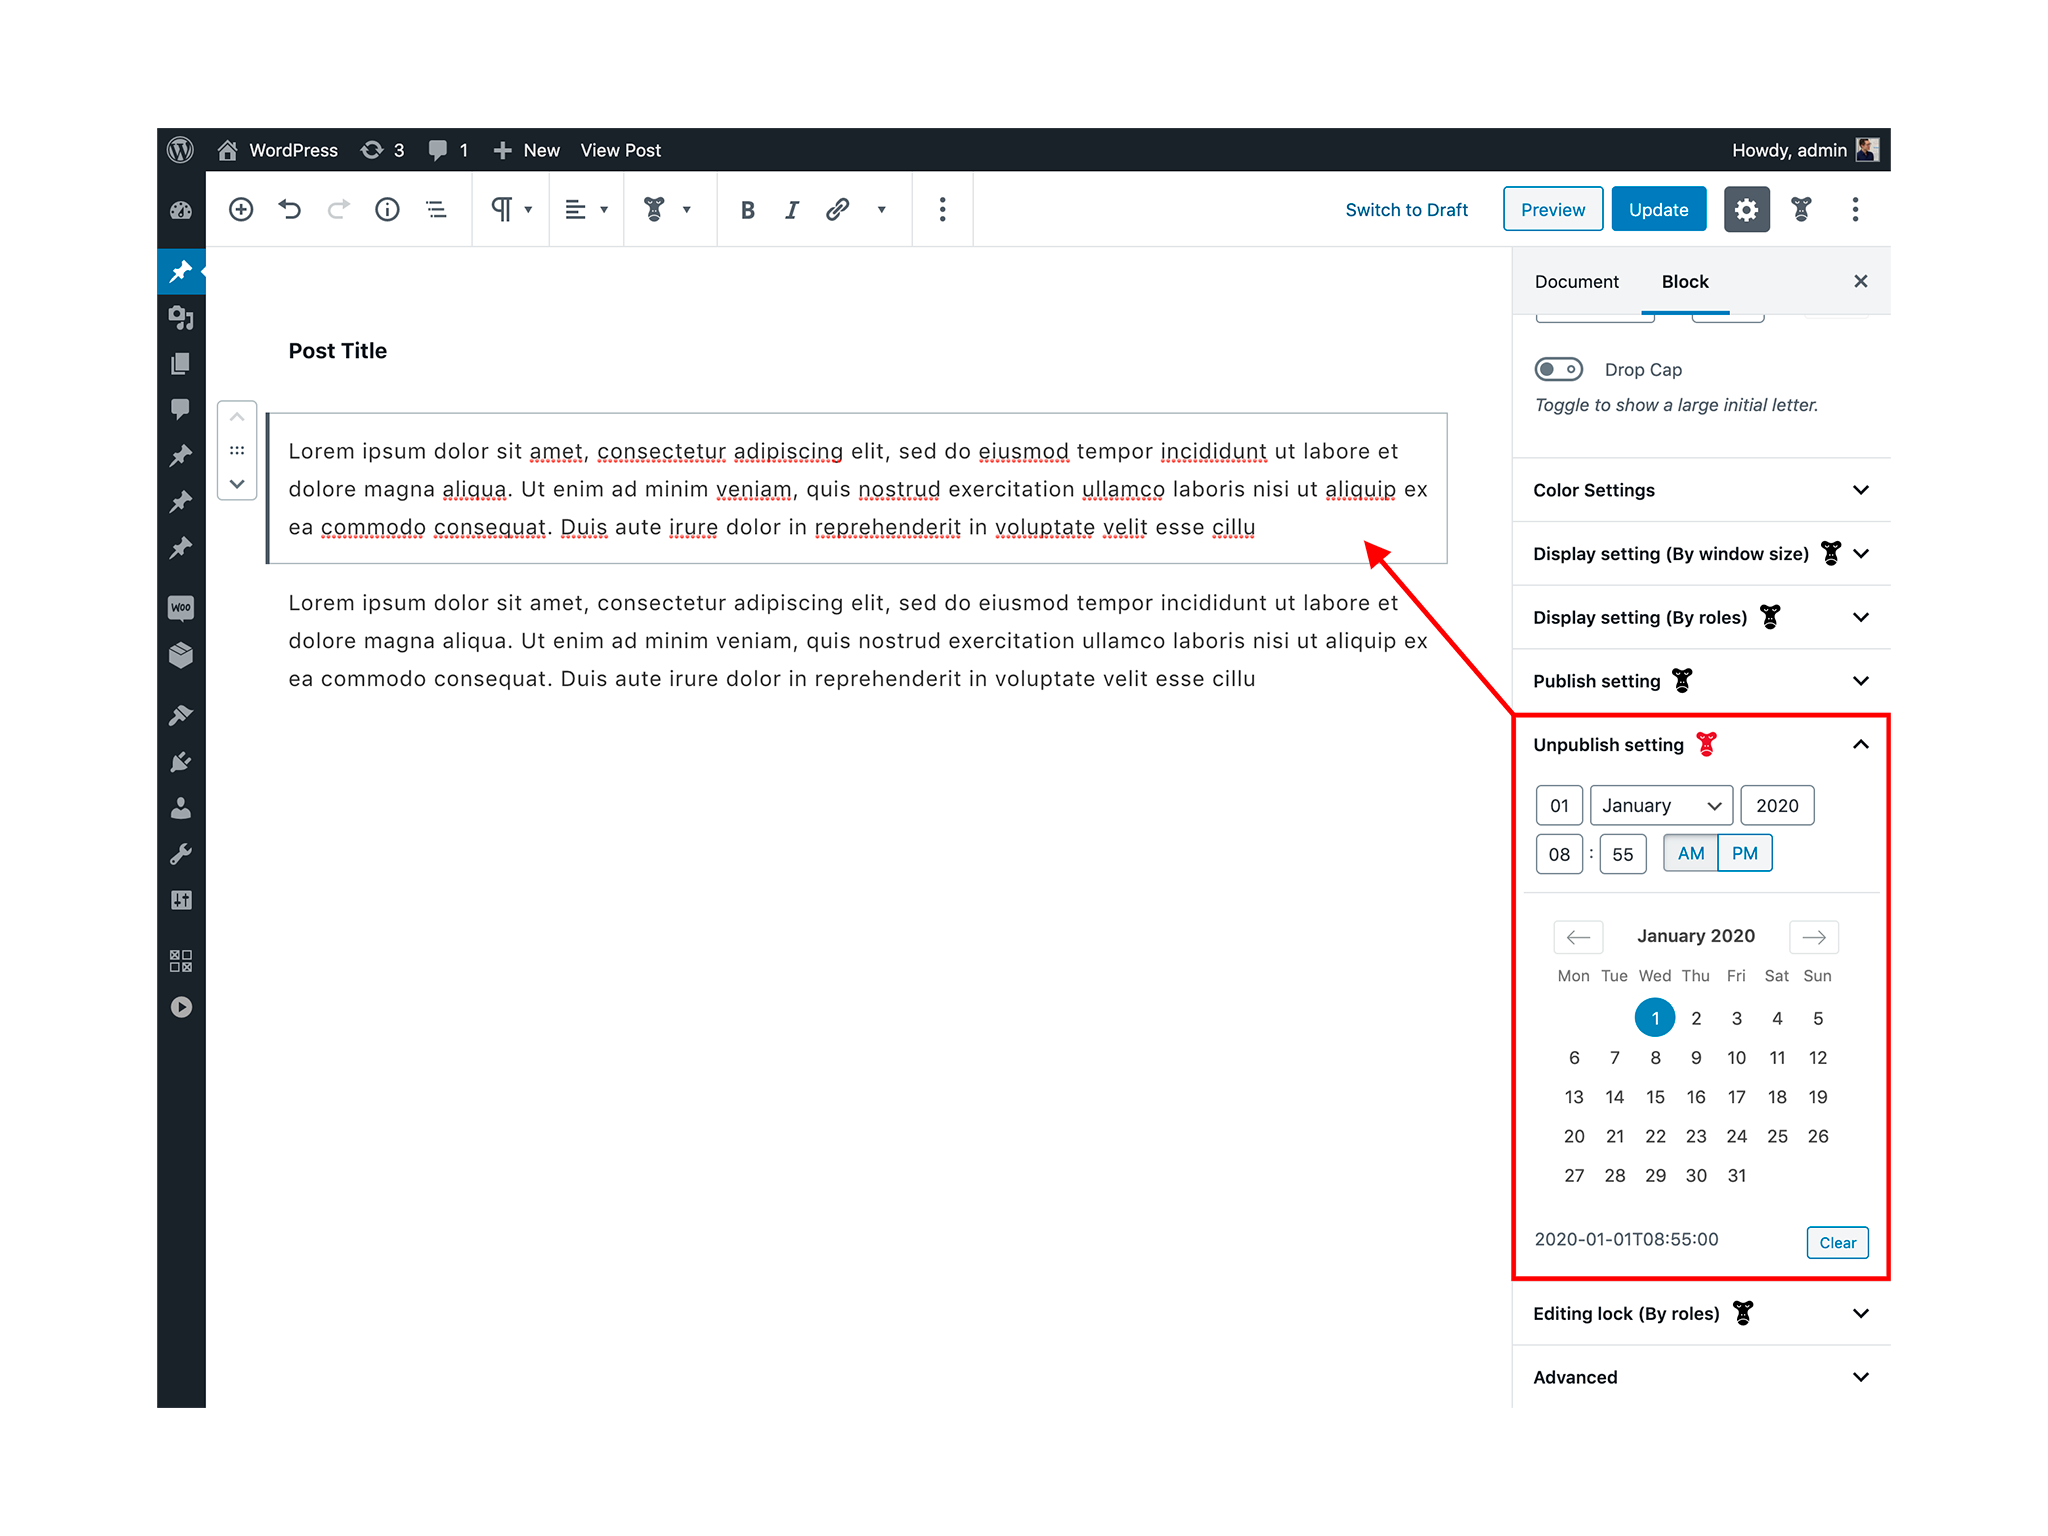 WordPress 3 1 New View Post Howdy, admin
B I Switch to Draft Preview Update
Document Block
Post Title
Drop Cap
Toggle to show a large initial letter.
Lorem ipsum dolor sit amet, consectetur adipiscing elit, sed do eiusmod tempor incididunt ut labore et
dolore magna aliqua. Ut enim ad minim veniam, quis nostrud exercitation ullamco laboris nisi ut aliquip ex
ea commodo consequat. Duis aute irure dolor in reprehenderit in voluptate velit esse cillu
Lorem ipsum dolor sit amet, consectetur adipiscing elit, sed do eiusmod tempor incididunt ut labore et
dolore magna aliqua. Ut enim ad minim veniam, quis nostrud exercitation ullamco laboris nisi ut aliquip ex
ea commodo consequat. Duis aute irure dolor in reprehenderit in voluptate velit esse cillu
WOO
Color Settings
Display setting (By window size)
Display setting (By roles)
Publish setting
Unpublish setting
01 January 2020
08 : 55 AM PM
January 2020
Mon Tue Wed Thu Fri Sat Sun
1 2 3 4 5
6 7 8 9 10 11 12
13 14 15 16 17 18 19
20 21 22 23 24 25 26
27 28 29 30 31
2020-01-01T08:55:00 Clear
Editing lock (By roles)
Advanced